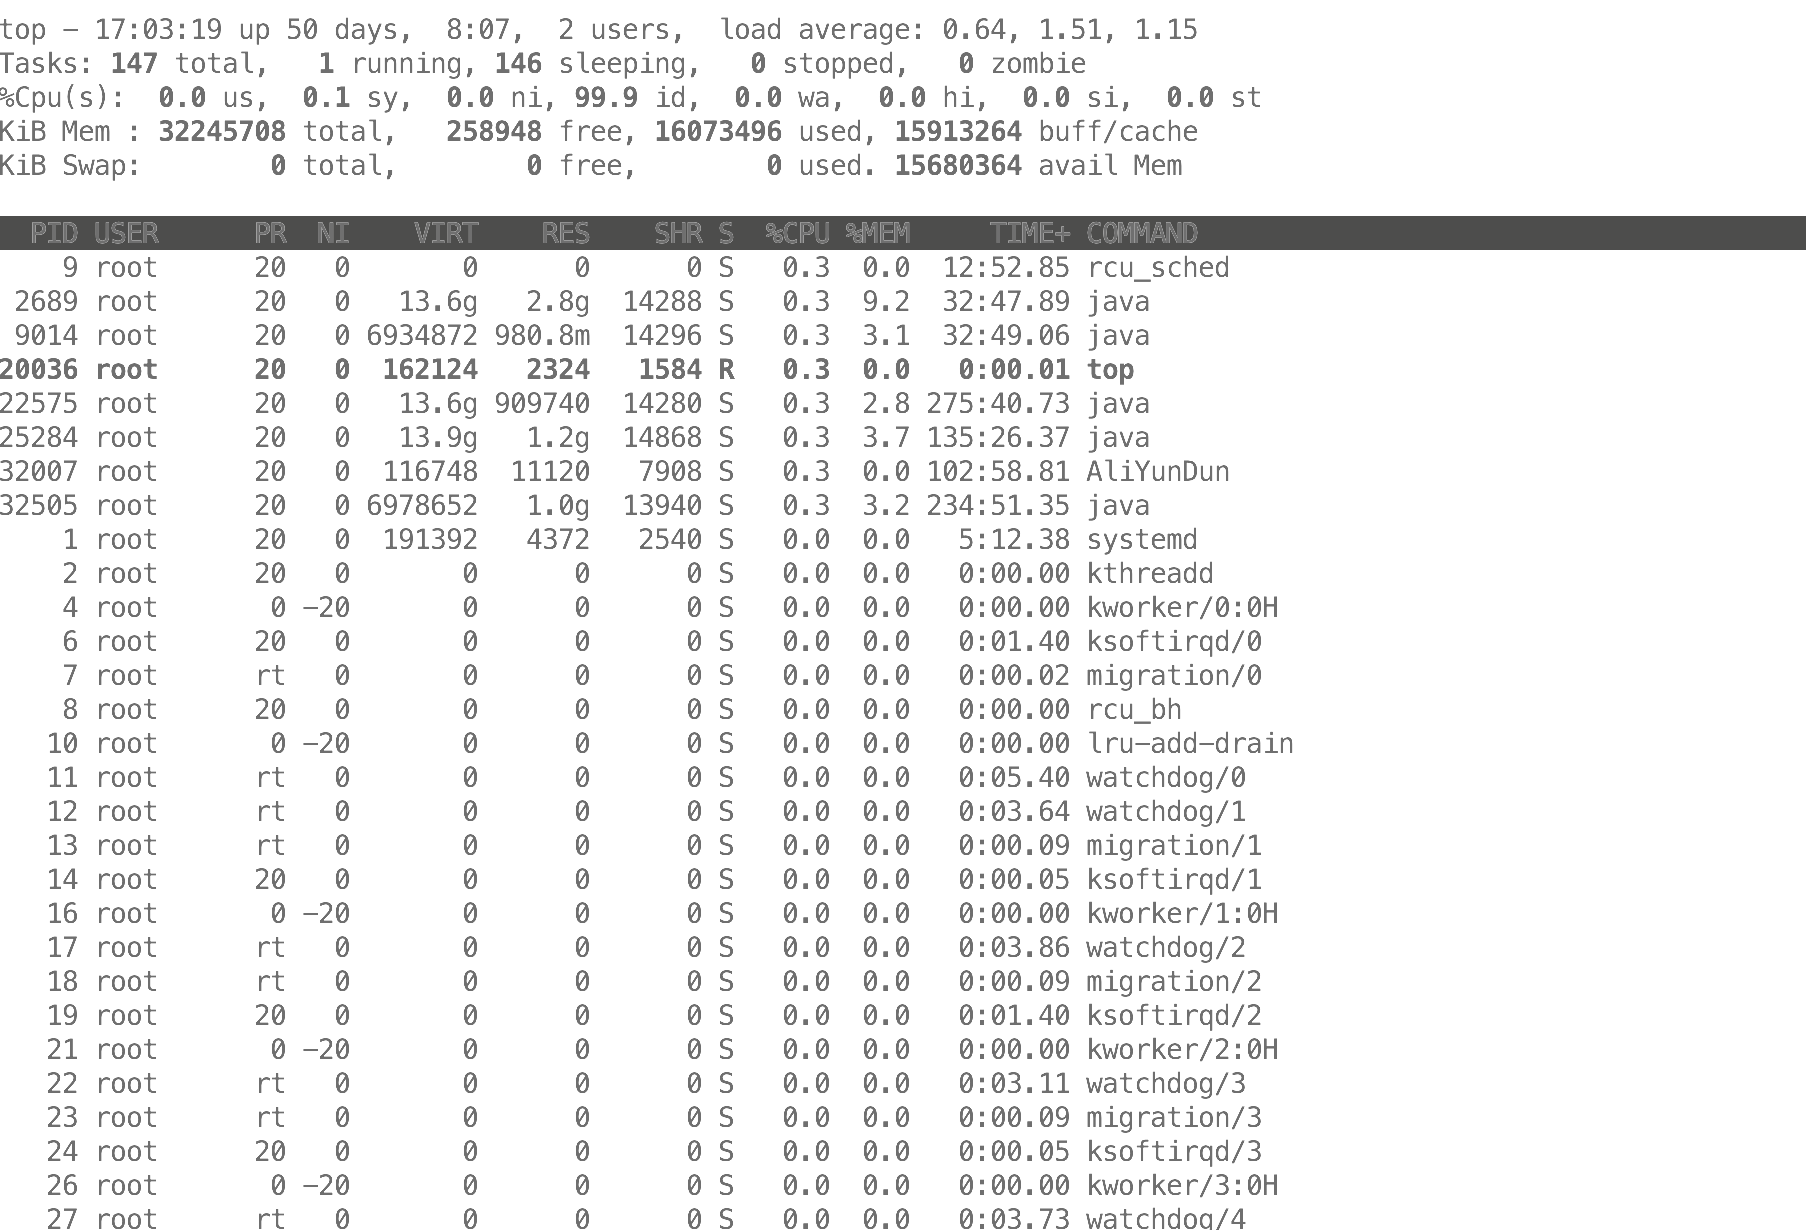 top – 17:03:19 up 50 days,  8:07,  2 users,  load average: 0.64, 1.51, 1.15
Tasks: 147 total,   1 running, 146 sleeping,   0 stopped,   0 zombie
%Cpu(s):  0.0 us,  0.1 sy,  0.0 ni, 99.9 id,  0.0 wa,  0.0 hi,  0.0 si,  0.0 st
KiB Mem : 32245708 total,   258948 free, 16073496 used, 15913264 buff/cache
KiB Swap:        0 total,        0 free,        0 used. 15680364 avail Mem
PID USER      PR  NI    VIRT    RES    SHR S  %CPU %MEM     TIME+ COMMAND
9 root      20   0       0      0      0 S   0.3  0.0  12:52.85 rcu_sched
2689 root      20   0   13.6g   2.8g  14288 S   0.3  9.2  32:47.89 java
9014 root      20   0 6934872 980.8m  14296 S   0.3  3.1  32:49.06 java
20036 root      20   0  162124   2324   1584 R   0.3  0.0   0:00.01 top
22575 root      20   0   13.6g 909740  14280 S   0.3  2.8 275:40.73 java
25284 root      20   0   13.9g   1.2g  14868 S   0.3  3.7 135:26.37 java
32007 root      20   0  116748  11120   7908 S   0.3  0.0 102:58.81 AliYunDun
32505 root      20   0 6978652   1.0g  13940 S   0.3  3.2 234:51.35 java
1 root      20   0  191392   4372   2540 S   0.0  0.0   5:12.38 systemd
2 root      20   0       0      0      0 S   0.0  0.0   0:00.00 kthreadd
4 root       0 –20       0      0      0 S   0.0  0.0   0:00.00 kworker/0:0H
6 root      20   0       0      0      0 S   0.0  0.0   0:01.40 ksoftirqd/0
7 root      rt   0       0      0      0 S   0.0  0.0   0:00.02 migration/0
8 root      20   0       0      0      0 S   0.0  0.0   0:00.00 rcu_bh
10 root       0 –20       0      0      0 S   0.0  0.0   0:00.00 lru–add–drain
11 root      rt   0       0      0      0 S   0.0  0.0   0:05.40 watchdog/0
12 root      rt   0       0      0      0 S   0.0  0.0   0:03.64 watchdog/1
13 root      rt   0       0      0      0 S   0.0  0.0   0:00.09 migration/1
14 root      20   0       0      0      0 S   0.0  0.0   0:00.05 ksoftirqd/1
16 root       0 –20       0      0      0 S   0.0  0.0   0:00.00 kworker/1:0H
17 root      rt   0       0      0      0 S   0.0  0.0   0:03.86 watchdog/2
18 root      rt   0       0      0      0 S   0.0  0.0   0:00.09 migration/2
19 root      20   0       0      0      0 S   0.0  0.0   0:01.40 ksoftirqd/2
21 root       0 –20       0      0      0 S   0.0  0.0   0:00.00 kworker/2:0H
22 root      rt   0       0      0      0 S   0.0  0.0   0:03.11 watchdog/3
23 root      rt   0       0      0      0 S   0.0  0.0   0:00.09 migration/3
24 root      20   0       0      0      0 S   0.0  0.0   0:00.05 ksoftirqd/3
26 root       0 –20       0      0      0 S   0.0  0.0   0:00.00 kworker/3:0H
27 root      rt   0       0      0      0 S   0.0  0.0   0:03.73 watchdog/4